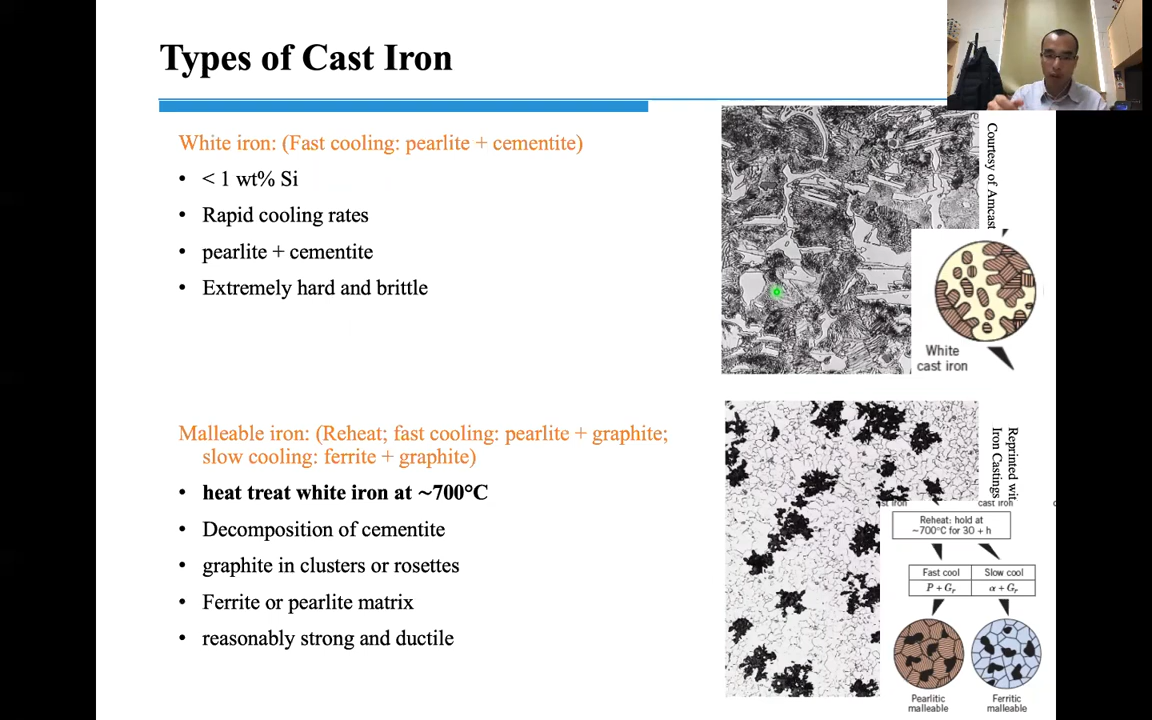 Types of Cast Iron
White iron: (Fast cooling: pearlite + cementite)
• < 1 wt% Si
• Rapid cooling rates
• pearlite + cementite
• Extremely hard and brittle
Courtesy of Amcast
White
cast iron
Malleable iron: (Reheat; fast cooling: pearlite + graphite;
slow cooling: ferrite + graphite)
• heat treat white iron at ~700°C
• Decomposition of cementite
• graphite in clusters or rosettes
• Ferrite or pearlite matrix
• reasonably strong and ductile
Reprinted wit
Iron Castings
cast iron
Reheat: hold at
~700°C for 30 + h
Fast cool
Slow cool
P + Gr
α + Gr
Pearlitic
malleable
Ferritic
malleable